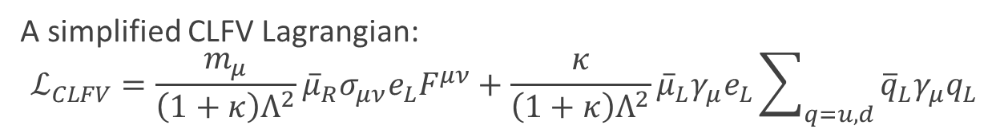 A simplified CLFV Lagrangian:
ℒ_CLFV = m_μ / ((1 + κ)Λ²) μ̄_R σ_μν e_L F^μν + κ / ((1 + κ)Λ²) μ̄_L γ_μ e_L ∑_{q=u,d} q̄_L γ_μ q_L